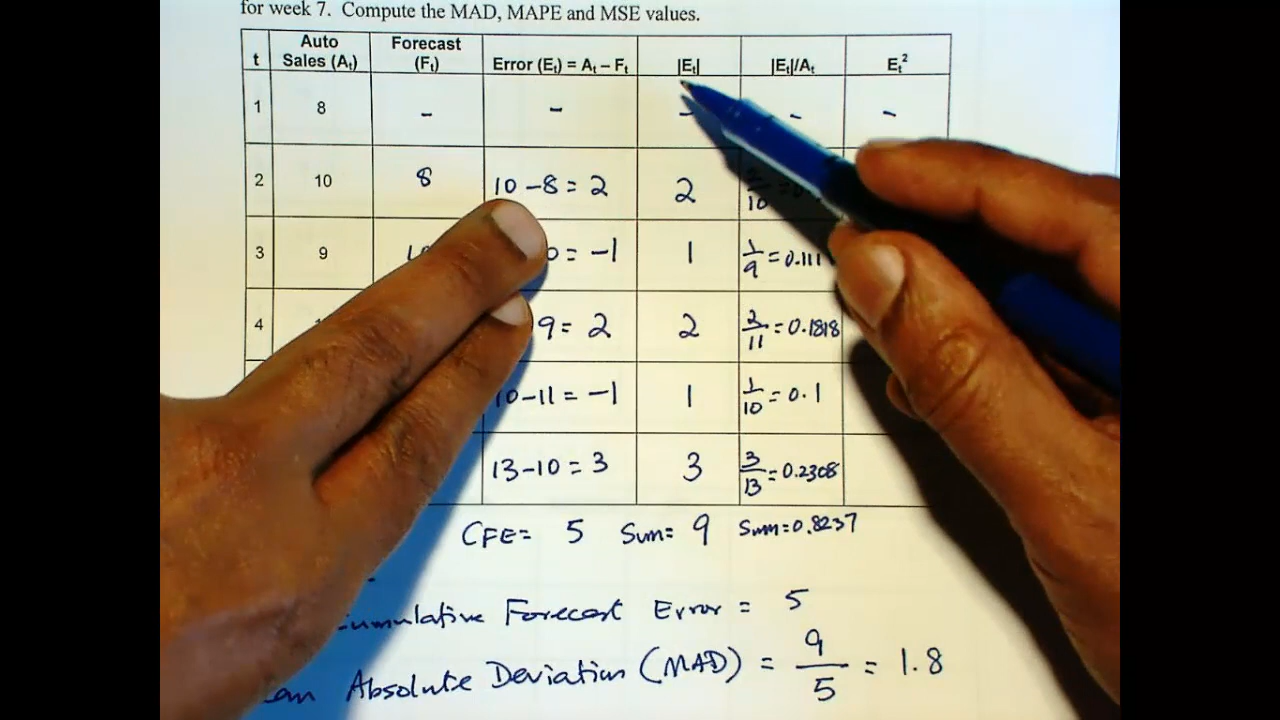 for week 7. Compute the MAD, MAPE and MSE values.
t Auto Sales (At) Forecast (Ft) Error (Et) = At – Ft |Et| |Et|/At Et²
1 8 - - - - -
2 10 8 10 - 8 = 2 2 10
3 9 = -1 1 1/9 = 0.111
4 9 = 2 2 2/11 = 0.1818
10 - 11 = -1 1 1/10 = 0.1
13 - 10 = 3 3 3/13 = 0.2308
CFE = 5 Sum = 9 Sum = 0.8237
Forecast Error = 5
Absolute Deviation (MAD) = 9/5 = 1.8